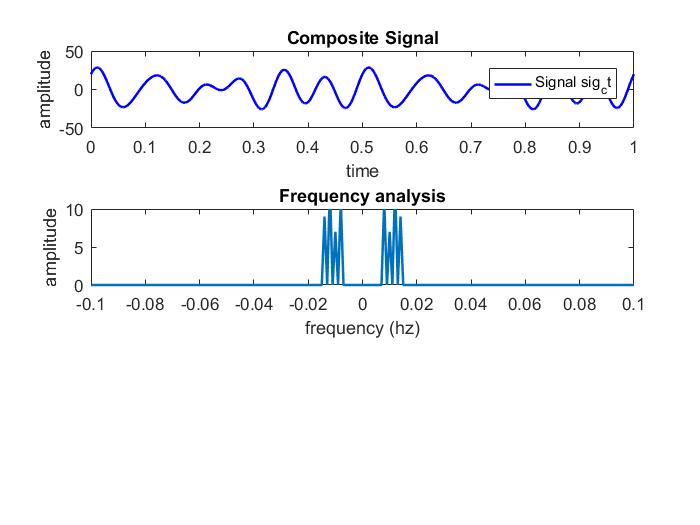 Composite Signal
50
0
-50
amplitude
Signal sig_ct
0 0.1 0.2 0.3 0.4 0.5 0.6 0.7 0.8 0.9 1
time
Frequency analysis
10
5
0
amplitude
-0.1 -0.08 -0.06 -0.04 -0.02 0 0.02 0.04 0.06 0.08 0.1
frequency (hz)